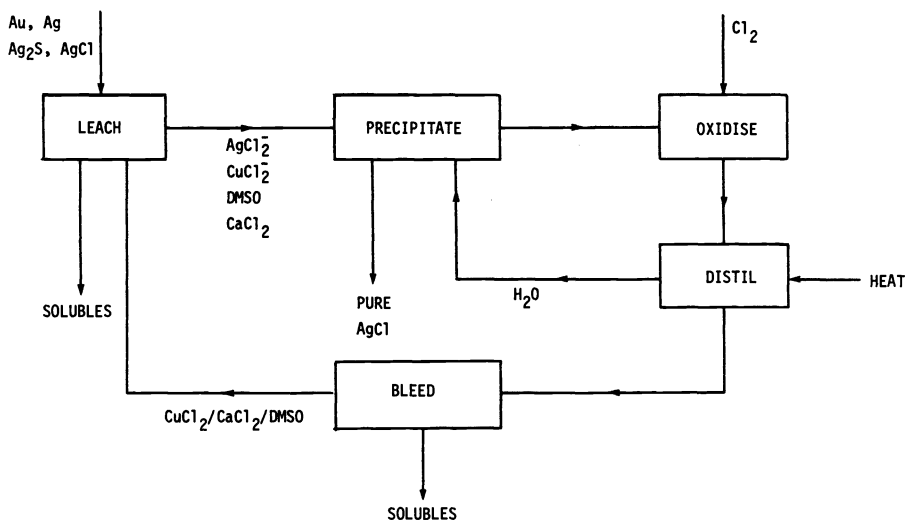 Au, Ag
Ag₂S, AgCl
Cl₂
LEACH
PRECIPITATE
OXIDISE
AgCl₂⁻
CuCl₂⁻
DMSO
CaCl₂
DISTIL
HEAT
H₂O
SOLUBLES
PURE
AgCl
BLEED
CuCl₂/CaCl₂/DMSO
SOLUBLES